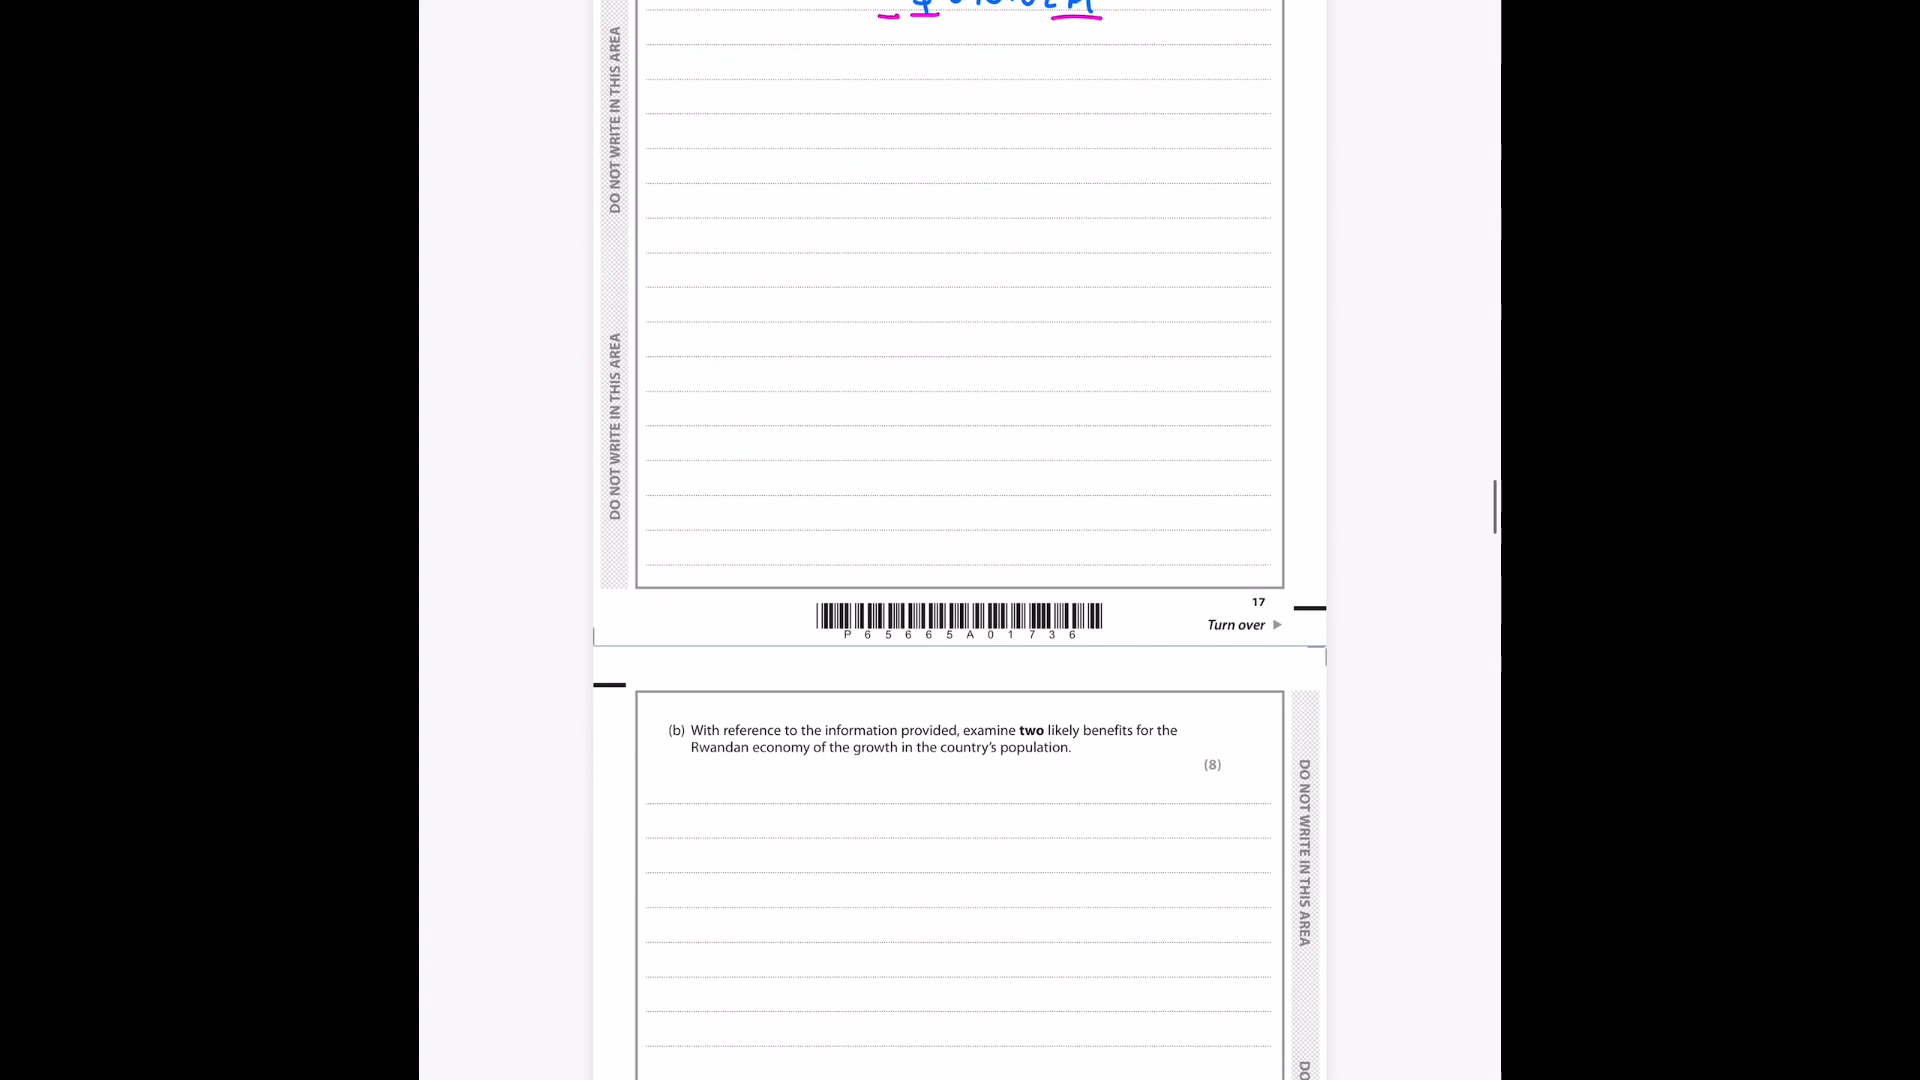 DO NOT WRITE IN THIS AREA
DO NOT WRITE IN THIS AREA
17
P 6 5 6 6 5 A 0 1 7 3 6
Turn over
(b) With reference to the information provided, examine two likely benefits for the
Rwandan economy of the growth in the country's population.
(8)
DO NOT WRITE IN THIS AREA
DO